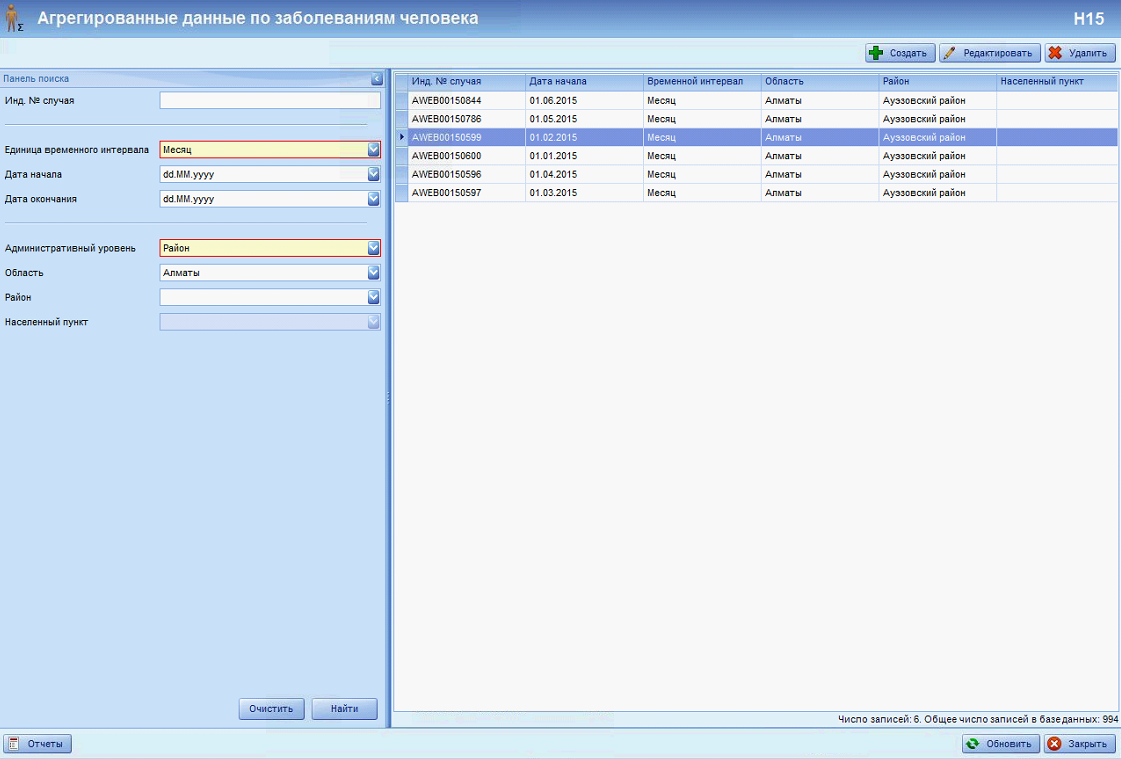 Агрегированные данные по заболеваниям человека
H15
Создать Редактировать Удалить
Панель поиска
Инд. № случая
Единица временного интервала Месяц
Дата начала dd.MM.yyyy
Дата окончания dd.MM.yyyy
Административный уровень Район
Область Алматы
Район
Населенный пункт
Очистить Найти
Инд. № случая Дата начала Временной интервал Область Район Населенный пункт
AWEB00150844 01.06.2015 Месяц Алматы Ауэзовский район
AWEB00150786 01.05.2015 Месяц Алматы Ауэзовский район
AWEB00150599 01.02.2015 Месяц Алматы Ауэзовский район
AWEB00150600 01.01.2015 Месяц Алматы Ауэзовский район
AWEB00150596 01.04.2015 Месяц Алматы Ауэзовский район
AWEB00150597 01.03.2015 Месяц Алматы Ауэзовский район
Число записей: 6. Общее число записей в базе данных: 994
Отчеты Обновить Закрыть